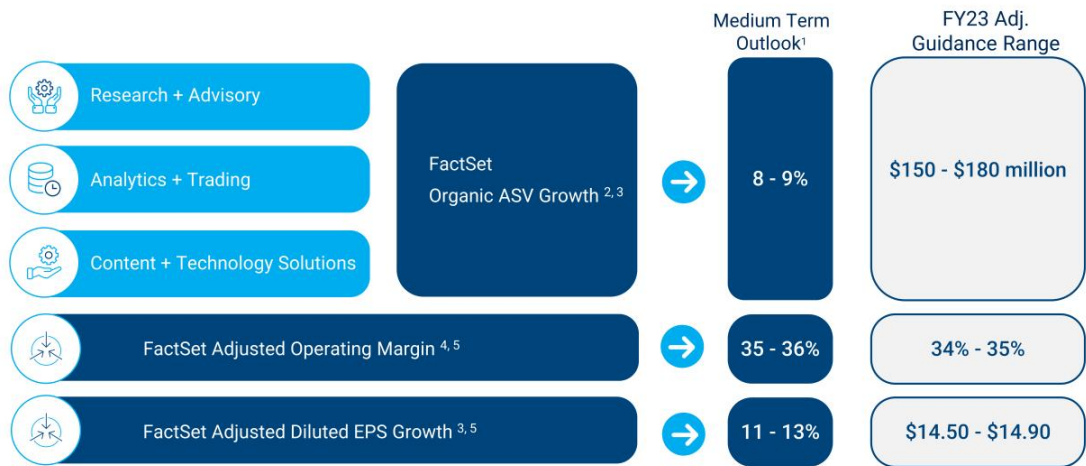 Medium Term
Outlook¹
FY23 Adj.
Guidance Range
Research + Advisory
Analytics + Trading
Content + Technology Solutions
FactSet
Organic ASV Growth ²,³
8 - 9%
$150 - $180 million
FactSet Adjusted Operating Margin ⁴,⁵
35 - 36%
34% - 35%
FactSet Adjusted Diluted EPS Growth ³,⁵
11 - 13%
$14.50 - $14.90